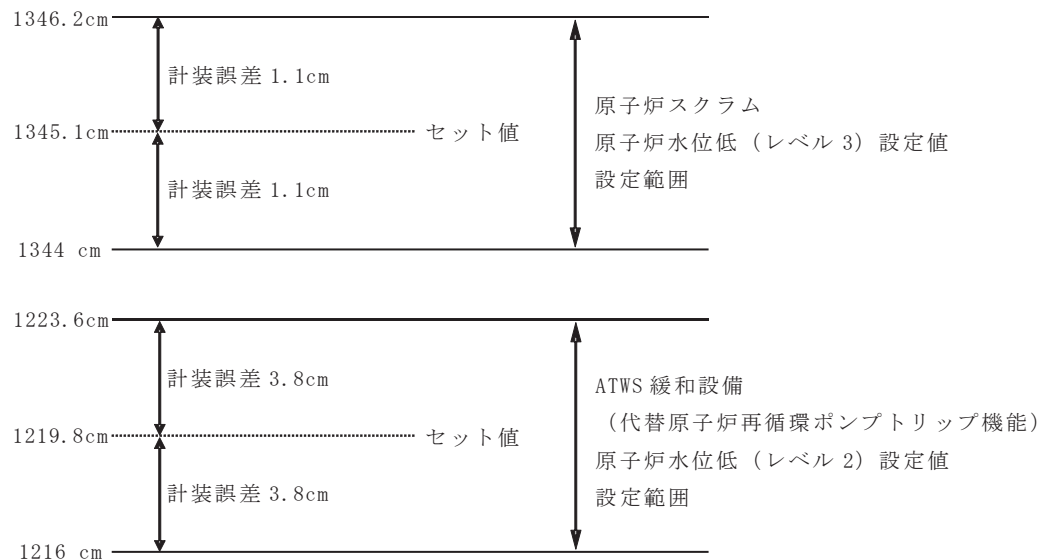 1346.2cm
計装誤差 1.1cm
1345.1cm
セット値
計装誤差 1.1cm
1344 cm
原子炉スクラム
原子炉水位低（レベル 3）設定値
設定範囲
1223.6cm
計装誤差 3.8cm
1219.8cm
セット値
計装誤差 3.8cm
1216 cm
ATWS 緩和設備
（代替原子炉再循環ポンプトリップ機能）
原子炉水位低（レベル 2）設定値
設定範囲